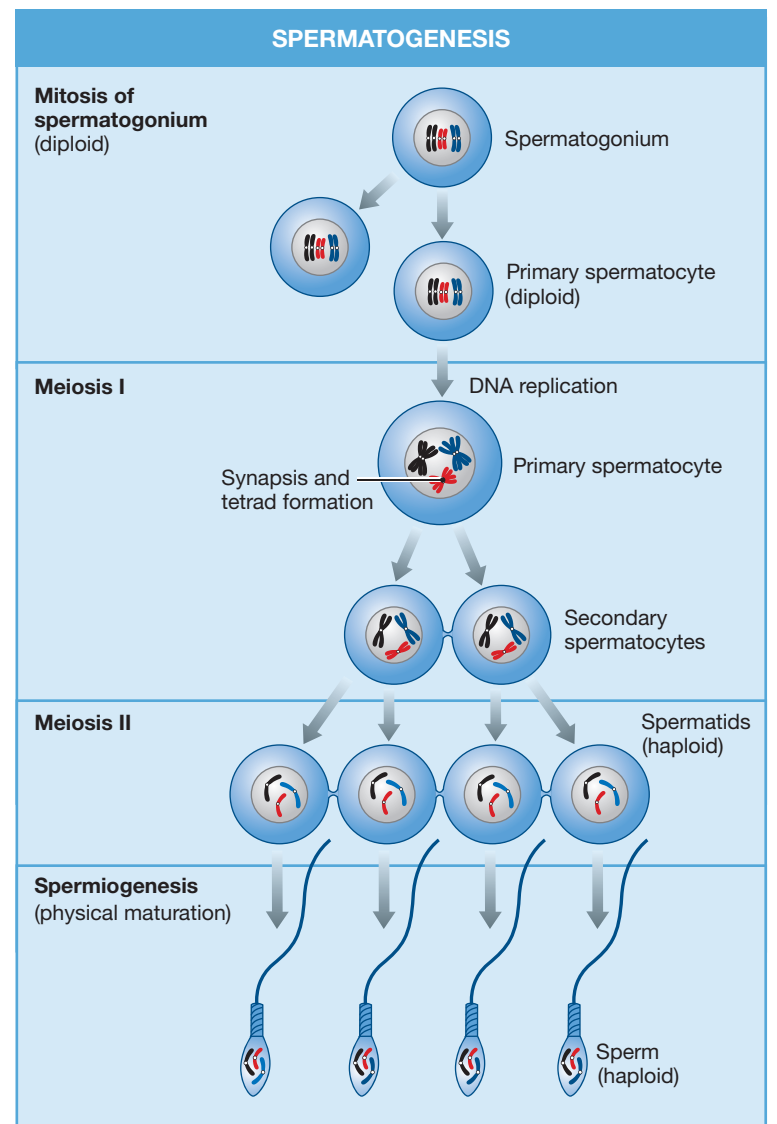 SPERMATOGENESIS
Mitosis of
spermatogonium
(diploid)
Spermatogonium
Primary spermatocyte
(diploid)
Meiosis I
DNA replication
Primary spermatocyte
Synapsis and
tetrad formation
Secondary
spermatocytes
Meiosis II
Spermatids
(haploid)
Spermiogenesis
(physical maturation)
Sperm
(haploid)